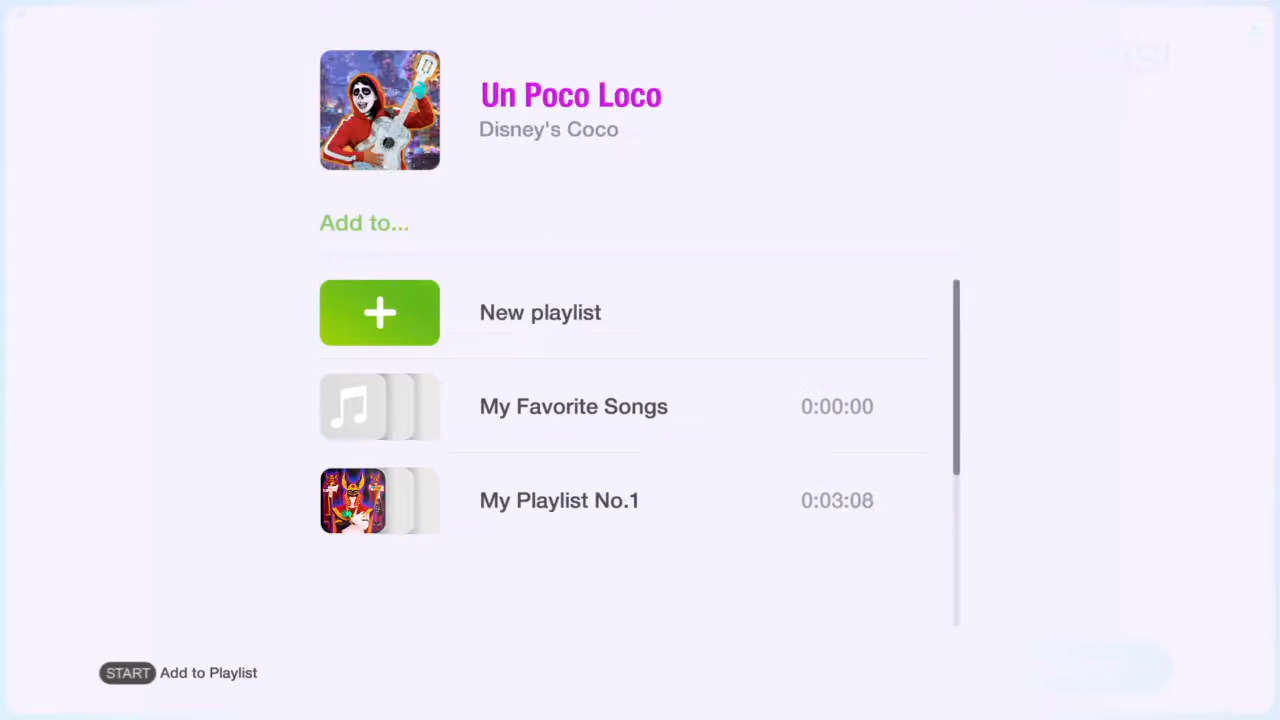 Un Poco Loco
Disney's Coco
Add to...
New playlist
My Favorite Songs 0:00:00
My Playlist No.1 0:03:08
START Add to Playlist